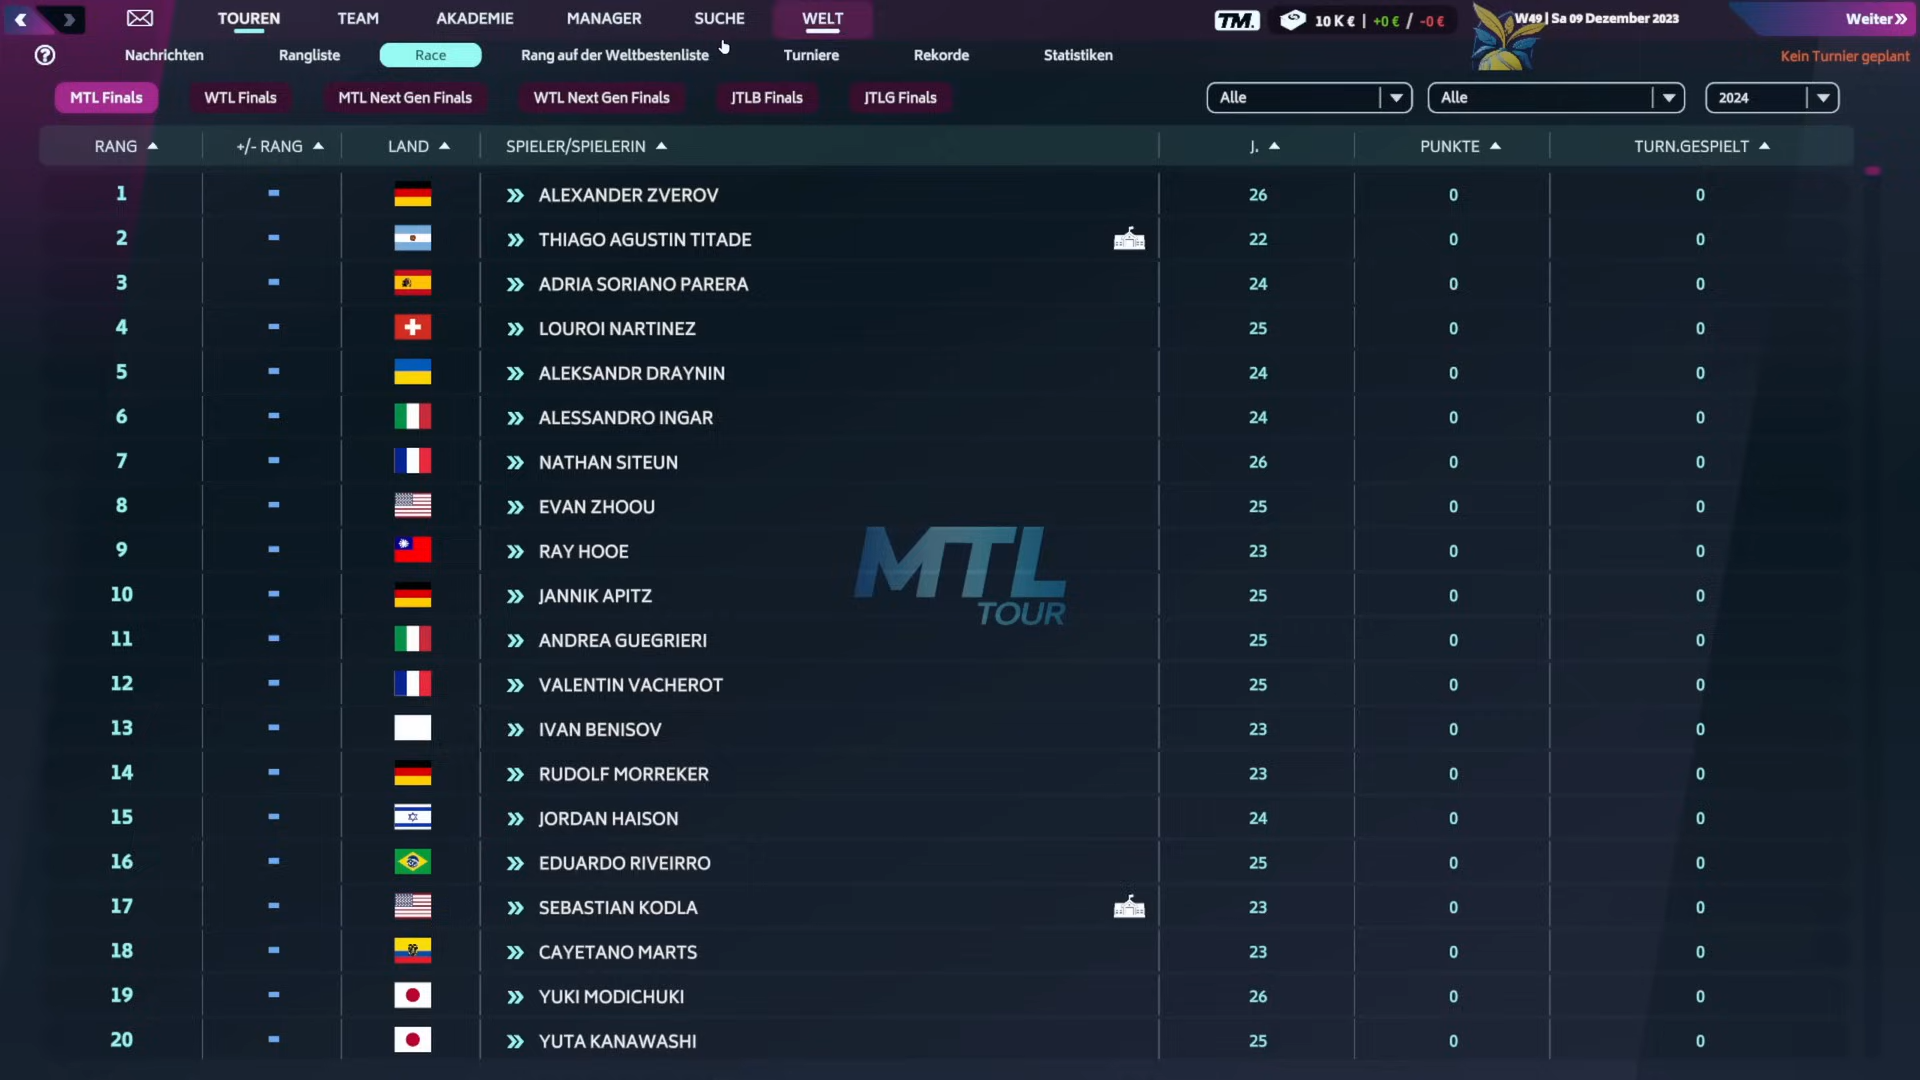 TOUREN TEAM AKADEMIE MANAGER SUCHE WELT TM. 10 K € | +0 € / -0 € W49 | Sa 09 Dezember 2023 Weiter
Nachrichten Rangliste Race Rang auf der Weltbestenliste Turniere Rekorde Statistiken Kein Turnier geplant
MTL Finals WTL Finals MTL Next Gen Finals WTL Next Gen Finals JTLB Finals JTLG Finals Alle Alle 2024
RANG +/- RANG LAND SPIELER/SPIELERIN J. PUNKTE TURN.GESPIELT
1 - ALEXANDER ZVEROV 26 0 0
2 - THIAGO AGUSTIN TITADE 22 0 0
3 - ADRIA SORIANO PARERA 24 0 0
4 - LOUROI NARTINEZ 25 0 0
5 - ALEKSANDR DRAYNIN 24 0 0
6 - ALESSANDRO INGAR 24 0 0
7 - NATHAN SITEUN 26 0 0
8 - EVAN ZHOOU 25 0 0
9 - RAY HOOE 23 0 0
10 - JANNIK APITZ 25 0 0
11 - ANDREA GUEGRIERI 25 0 0
12 - VALENTIN VACHEROT 25 0 0
13 - IVAN BENISOV 23 0 0
14 - RUDOLF MORREKER 23 0 0
15 - JORDAN HAISON 24 0 0
16 - EDUARDO RIVEIRRO 25 0 0
17 - SEBASTIAN KODLA 23 0 0
18 - CAYETANO MARTS 23 0 0
19 - YUKI MODICHUKI 26 0 0
20 - YUTA KANAWASHI 25 0 0
MTL
TOUR